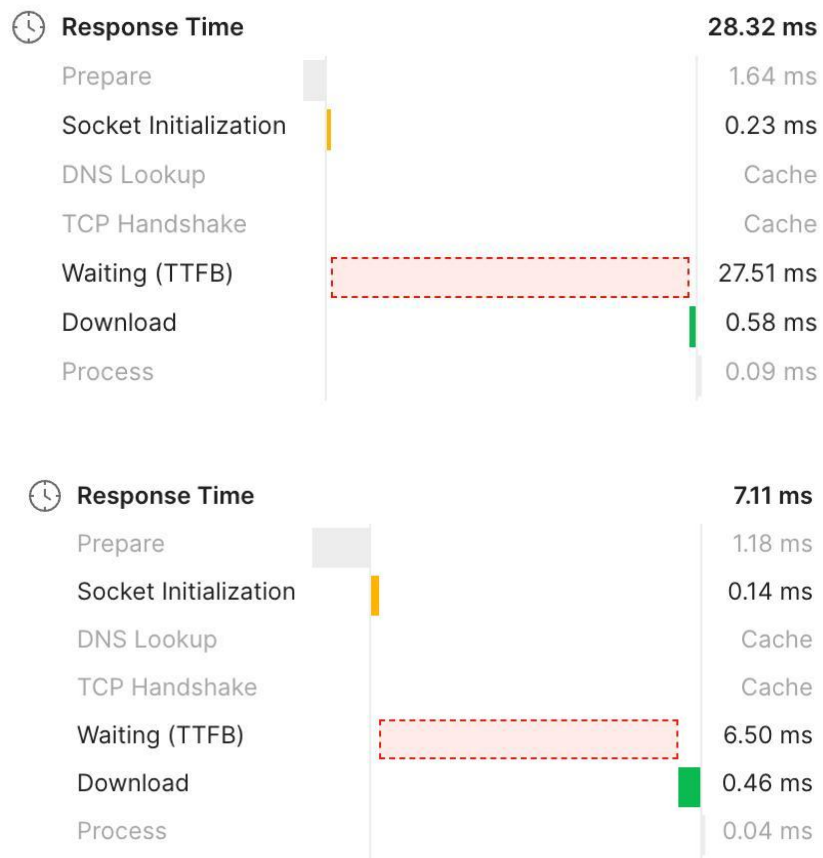 Response Time 28.32 ms
Prepare 1.64 ms
Socket Initialization 0.23 ms
DNS Lookup Cache
TCP Handshake Cache
Waiting (TTFB) 27.51 ms
Download 0.58 ms
Process 0.09 ms
Response Time 7.11 ms
Prepare 1.18 ms
Socket Initialization 0.14 ms
DNS Lookup Cache
TCP Handshake Cache
Waiting (TTFB) 6.50 ms
Download 0.46 ms
Process 0.04 ms